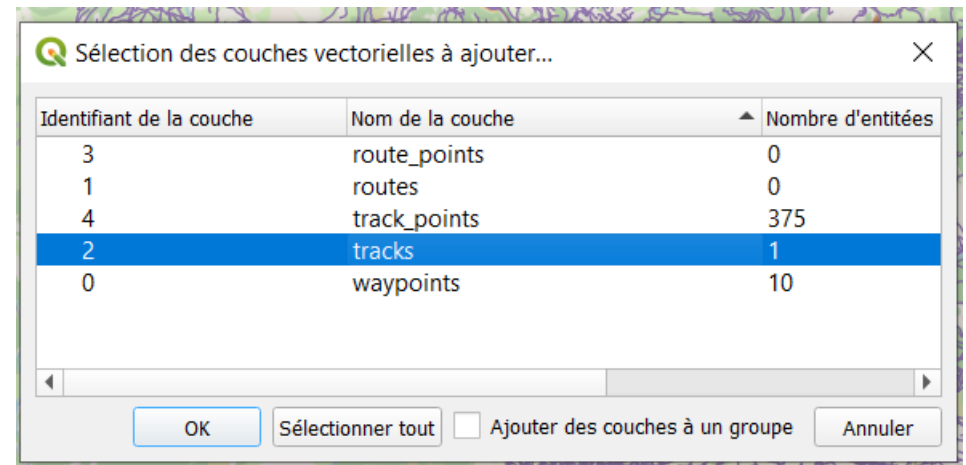 Sélection des couches vectorielles à ajouter...
Identifiant de la couche Nom de la couche Nombre d'entitées
3 route_points 0
1 routes 0
4 track_points 375
2 tracks 1
0 waypoints 10
OK Sélectionner tout Ajouter des couches à un groupe Annuler